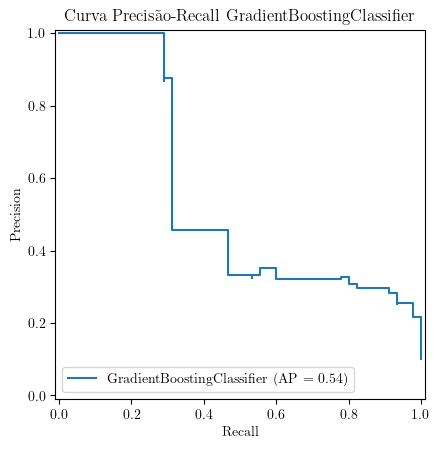 Curva Precisão-Recall GradientBoostingClassifier
1.0
0.8
0.6
0.4
0.2
0.0
Precision
GradientBoostingClassifier (AP = 0.54)
0.0 0.2 0.4 0.6 0.8 1.0
Recall